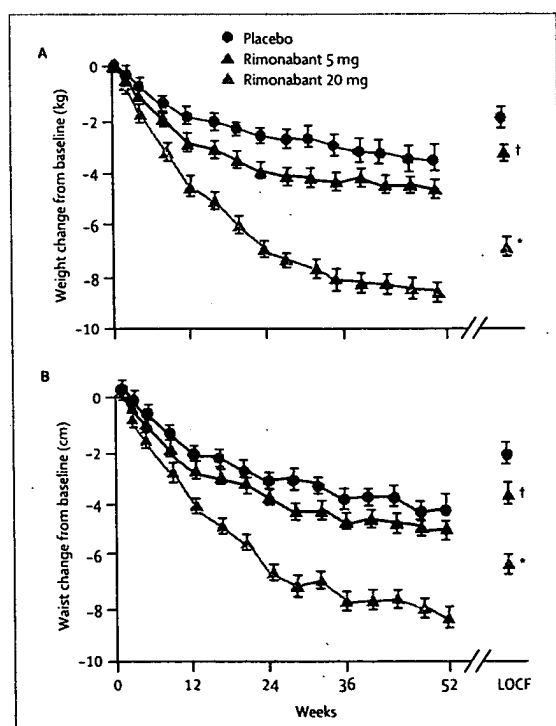 A
Placebo
Rimonabant 5 mg
Rimonabant 20 mg
Weight change from baseline (kg)
0
-2
-4
-6
-8
-10
†
*
B
Waist change from baseline (cm)
0
-2
-4
-6
-8
-10
†
*
0 12 24 36 52 LOCF
Weeks